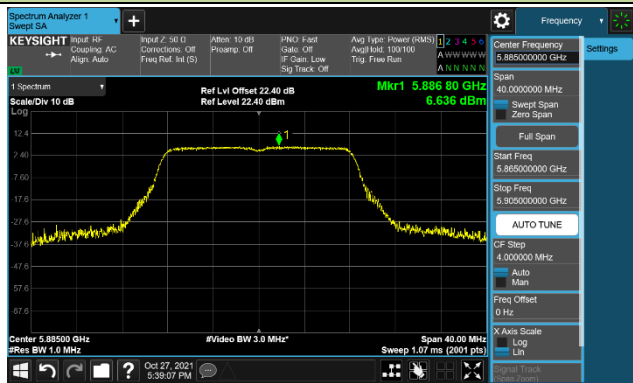 Spectrum Analyzer 1
Swept SA
+
Frequency
KEYSIGHT
Input: RF
Coupling: AC
Align: Auto
Input Z: 50 Ω
Corrections: Off
Freq Ref: Int (S)
Atten: 10 dB
Preamp: Off
PNO: Fast
Gate: Off
IF Gain: Low
Sig Track: Off
Avg Type: Power (RMS)
Avg|Hold: 100/100
Trig: Free Run
1 2 3 4 5 6
A W W W W W
A N N N N N
LU
1 Spectrum
Scale/Div 10 dB
Log
Ref Lvl Offset 22.40 dB
Ref Level 22.40 dBm
Mkr1 5.886 80 GHz
6.636 dBm
12.4
2.40
-7.60
-17.6
-27.6
-37.6
-47.6
-57.6
-67.6
1
Center 5.88500 GHz
#Res BW 1.0 MHz
#Video BW 3.0 MHz*
Span 40.00 MHz
Sweep 1.07 ms (2001 pts)
Center Frequency
5.885000000 GHz
Settings
Span
40.0000000 MHz
Swept Span
Zero Span
Full Span
Start Freq
5.865000000 GHz
Stop Freq
5.905000000 GHz
AUTO TUNE
CF Step
4.000000 MHz
Auto
Man
Freq Offset
0 Hz
X Axis Scale
Log
Lin
Signal Track
(Span Zoom)
?
Oct 27, 2021
5:39:07 PM